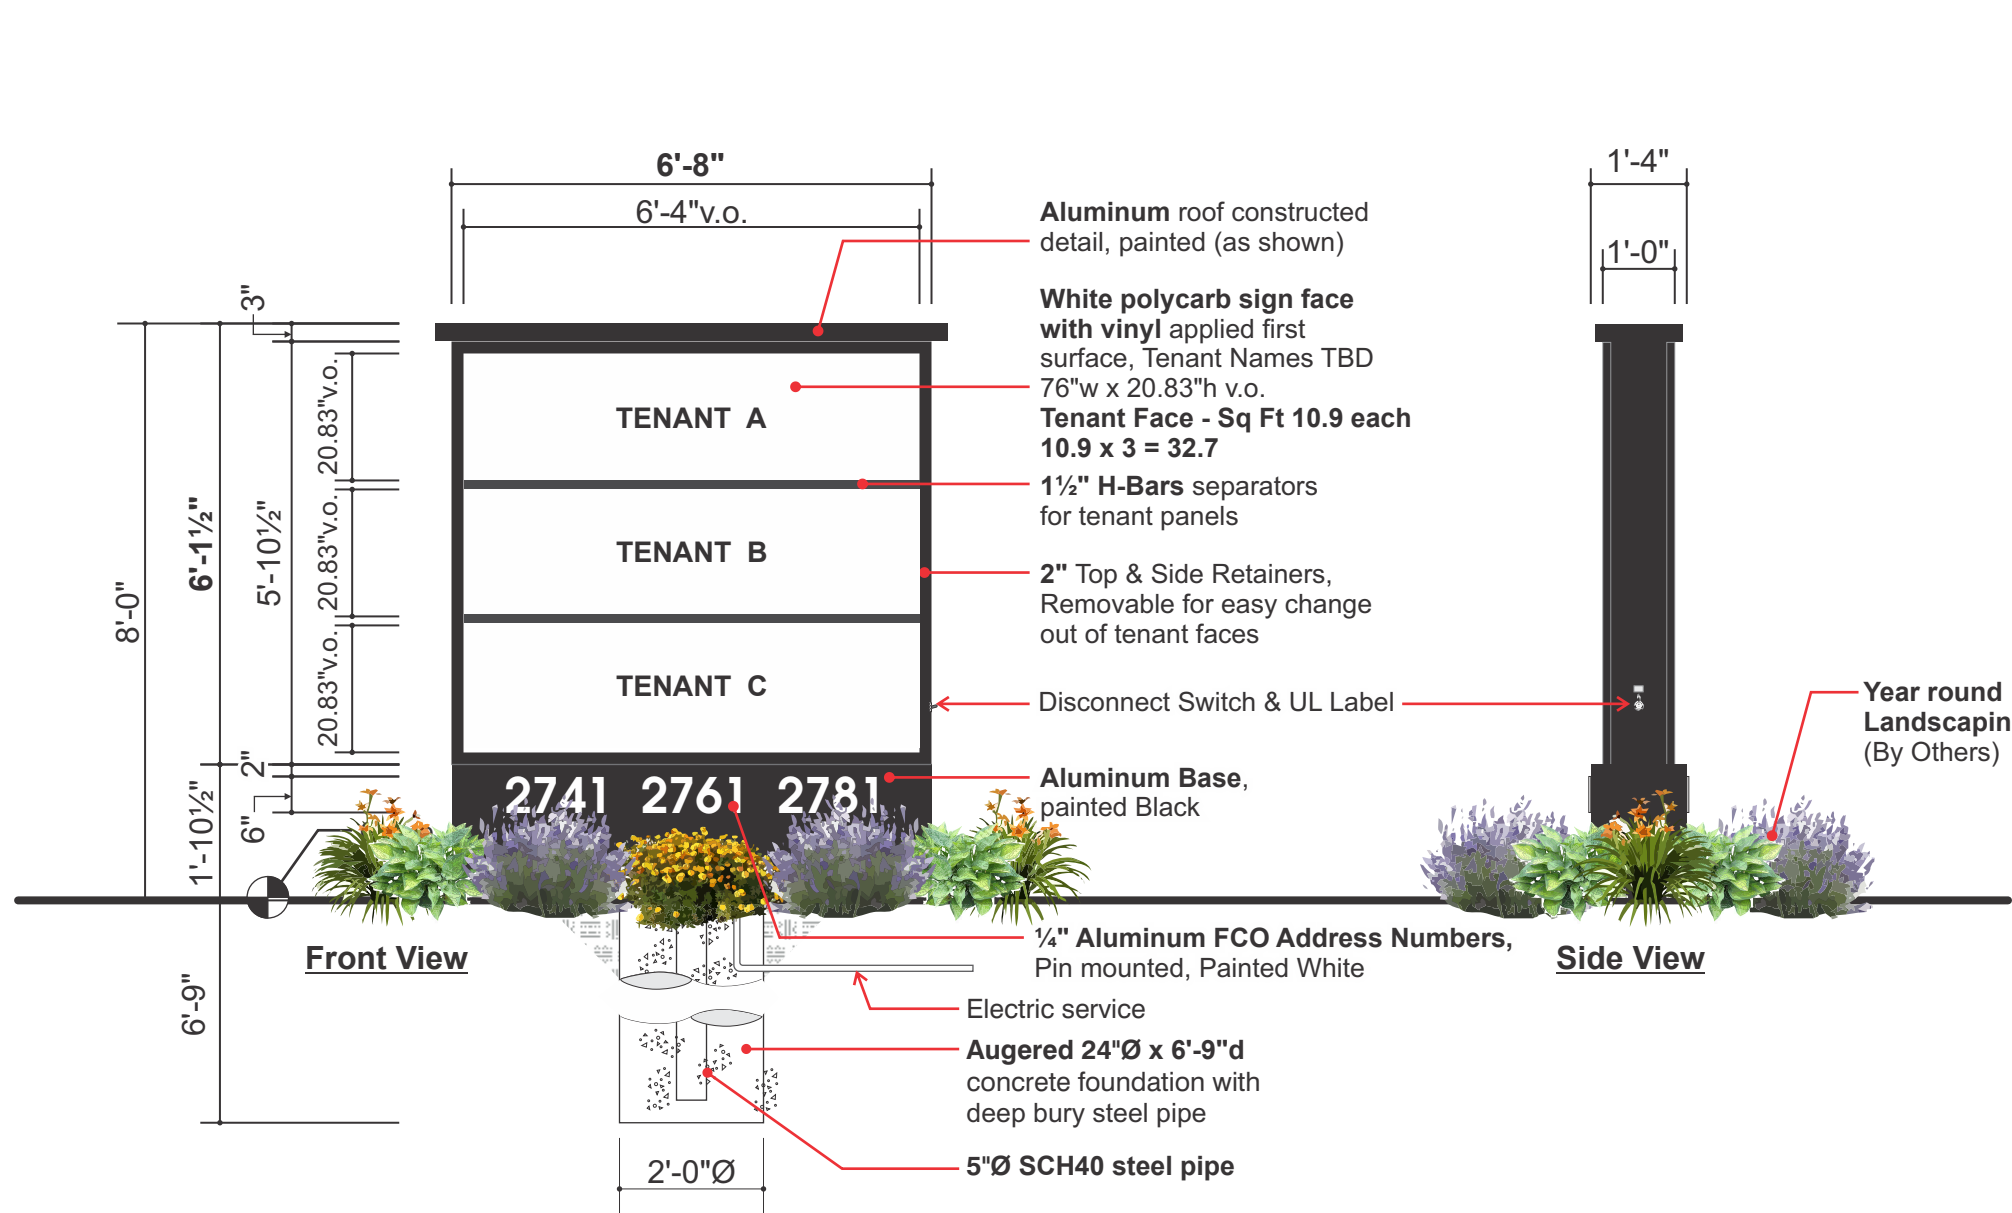 6'-8"
6'-4"v.o.
1'-4"
1'-0"
Aluminum roof constructed
detail, painted (as shown)
White polycarb sign face
with vinyl applied first
surface, Tenant Names TBD
76"w x 20.83"h v.o.
Tenant Face - Sq Ft 10.9 each
10.9 x 3 = 32.7
1½" H-Bars separators
for tenant panels
2" Top & Side Retainers,
Removable for easy change
out of tenant faces
Disconnect Switch & UL Label
Aluminum Base,
painted Black
Year round
Landscapin
(By Others)
3"
20.83"v.o.
20.83"v.o.
20.83"v.o.
8'-0"
6'-1½"
5'-10½"
2"
6"
1'-10½"
6'-9"
TENANT A
TENANT B
TENANT C
2741 2761 2781
Front View
Side View
¼" Aluminum FCO Address Numbers,
Pin mounted, Painted White
Electric service
Augered 24"Ø x 6'-9"d
concrete foundation with
deep bury steel pipe
5"Ø SCH40 steel pipe
2'-0"Ø